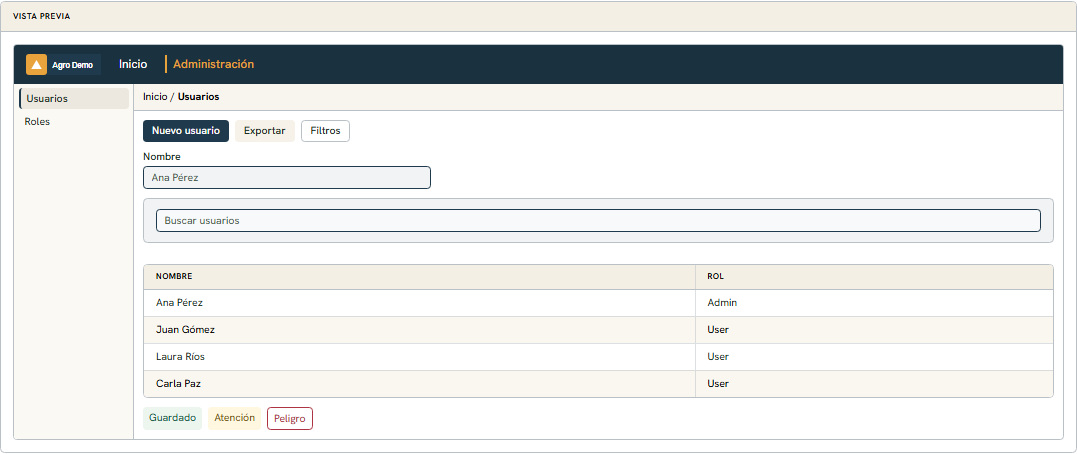 VISTA PREVIA
Agro Demo Inicio Administración
Usuarios
Roles
Inicio / Usuarios
Nuevo usuario Exportar Filtros
Nombre
Ana Pérez
Buscar usuarios
NOMBRE ROL
Ana Pérez Admin
Juan Gómez User
Laura Ríos User
Carla Paz User
Guardado Atención Peligro